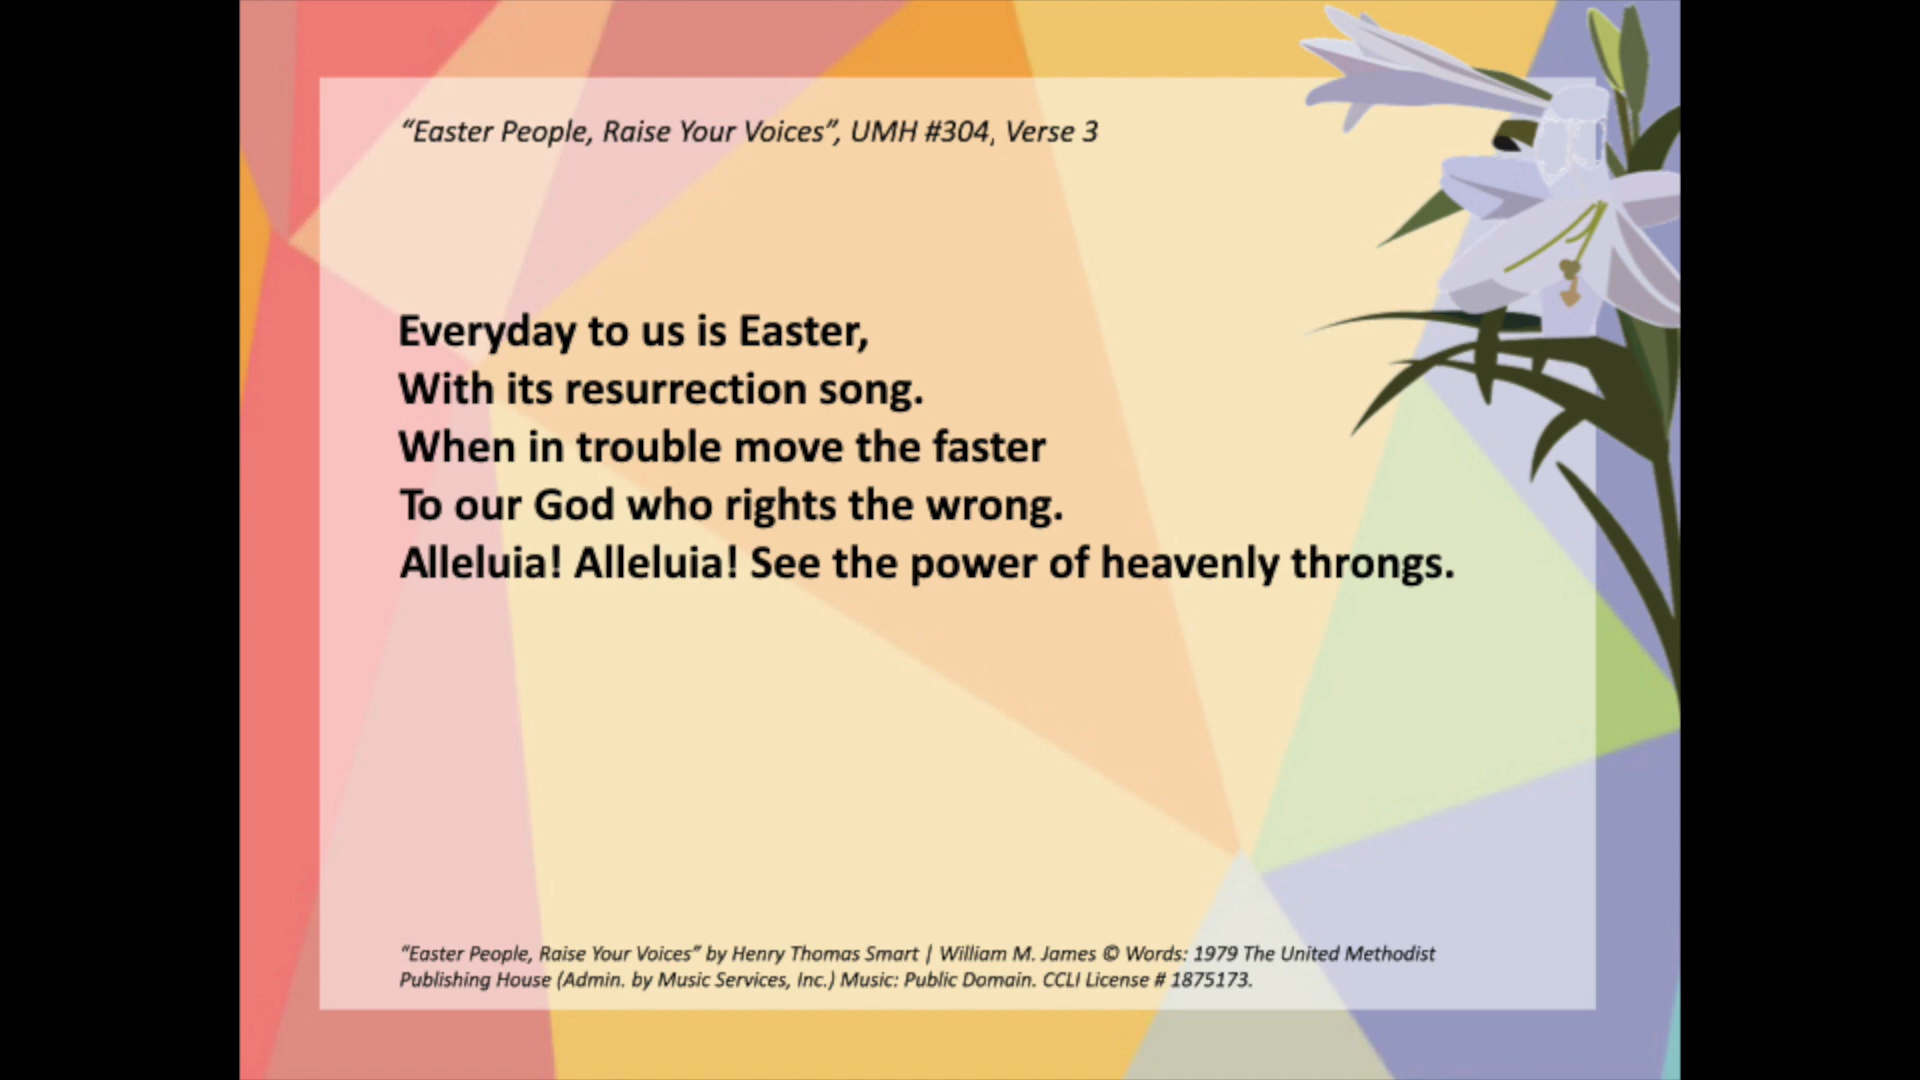 “Easter People, Raise Your Voices”, UMH #304, Verse 3
Everyday to us is Easter,
With its resurrection song.
When in trouble move the faster
To our God who rights the wrong.
Alleluia! Alleluia! See the power of heavenly throngs.
“Easter People, Raise Your Voices” by Henry Thomas Smart | William M. James © Words: 1979 The United Methodist
Publishing House (Admin. by Music Services, Inc.) Music: Public Domain. CCLI License # 1875173.